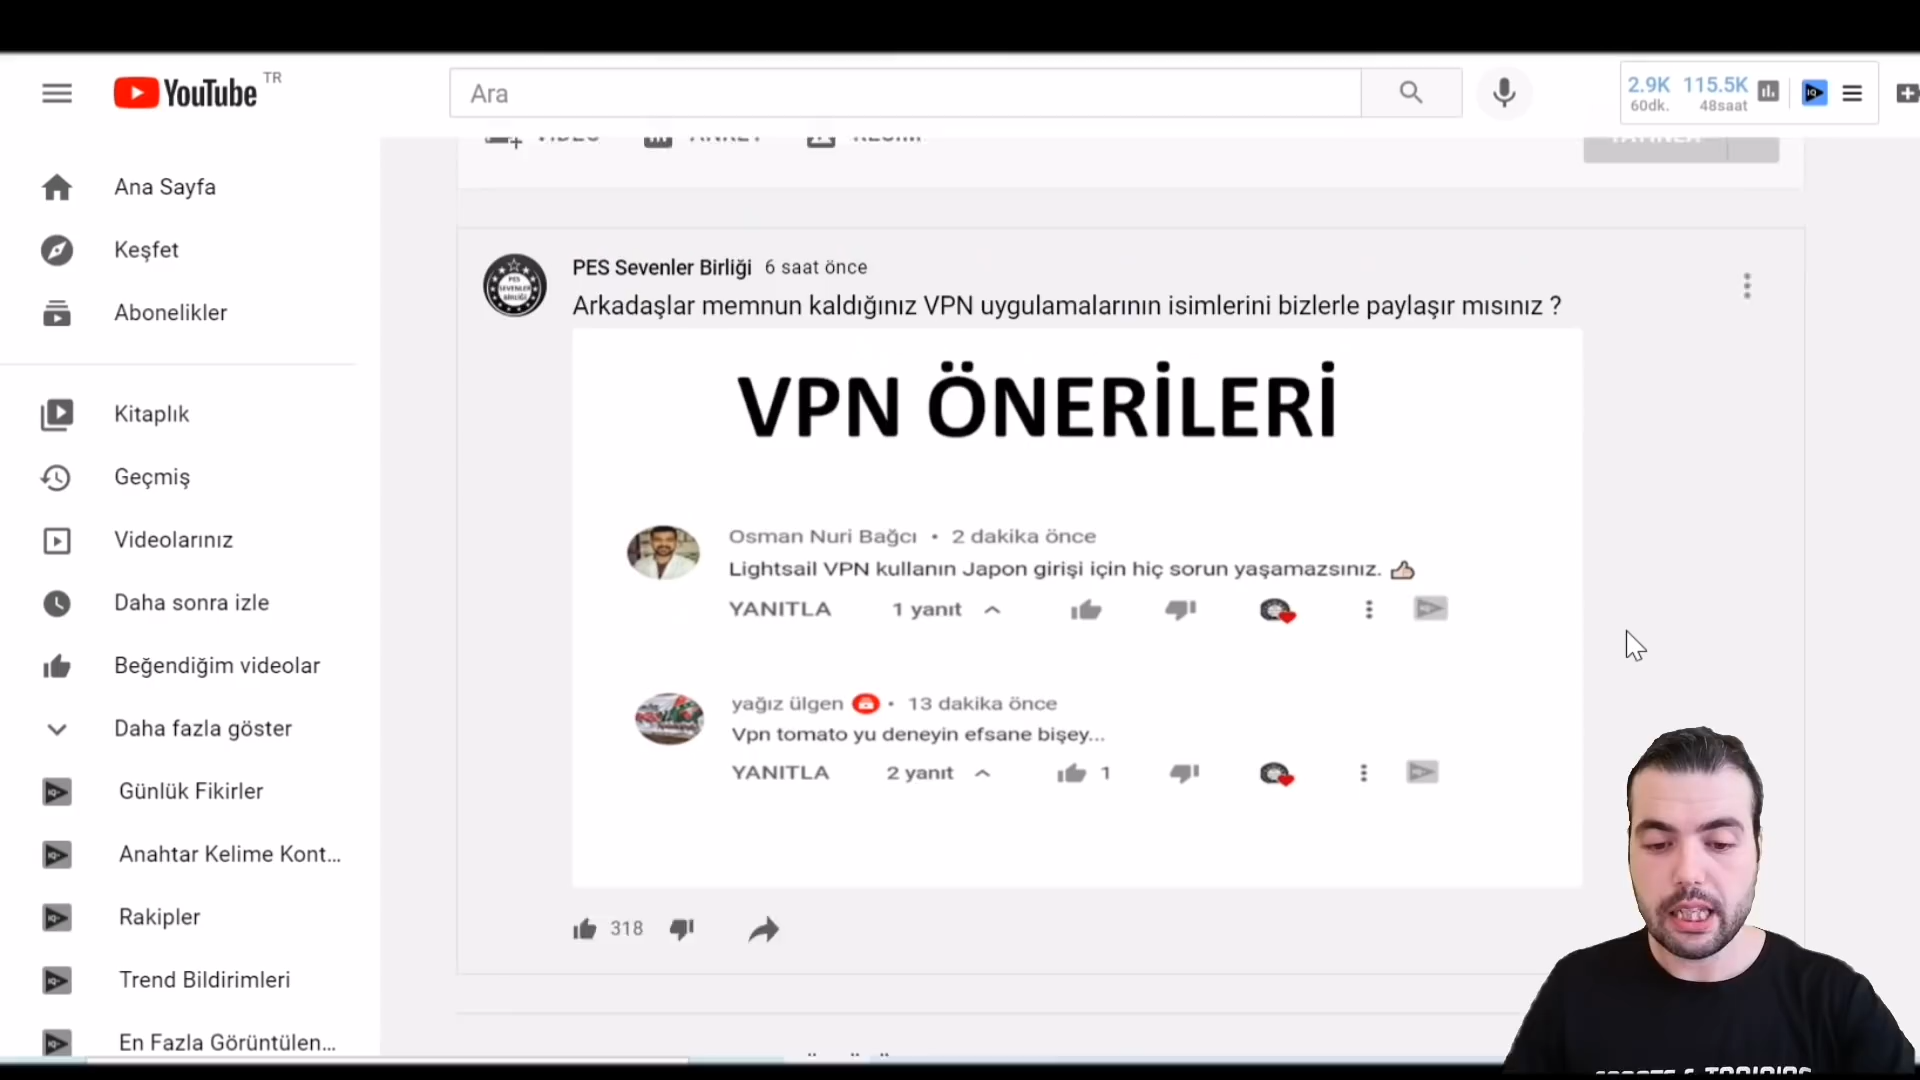 YouTube TR
Ara
2.9K 115.5K
60dk. 48saat
Ana Sayfa
Keşfet
Abonelikler
Kitaplık
Geçmiş
Videolarınız
Daha sonra izle
Beğendiğim videolar
Daha fazla göster
Günlük Fikirler
Anahtar Kelime Kont...
Rakipler
Trend Bildirimleri
En Fazla Görüntülen...
PES Sevenler Birliği 6 saat önce
Arkadaşlar memnun kaldığınız VPN uygulamalarının isimlerini bizlerle paylaşır mısınız ?
VPN ÖNERİLERİ
Osman Nuri Bağcı • 2 dakika önce
Lightsail VPN kullanın Japon girişi için hiç sorun yaşamazsınız. 👍
YANITLA 1 yanıt
yağız ülgen • 13 dakika önce
Vpn tomato yu deneyin efsane bişey...
YANITLA 2 yanıt 1
318